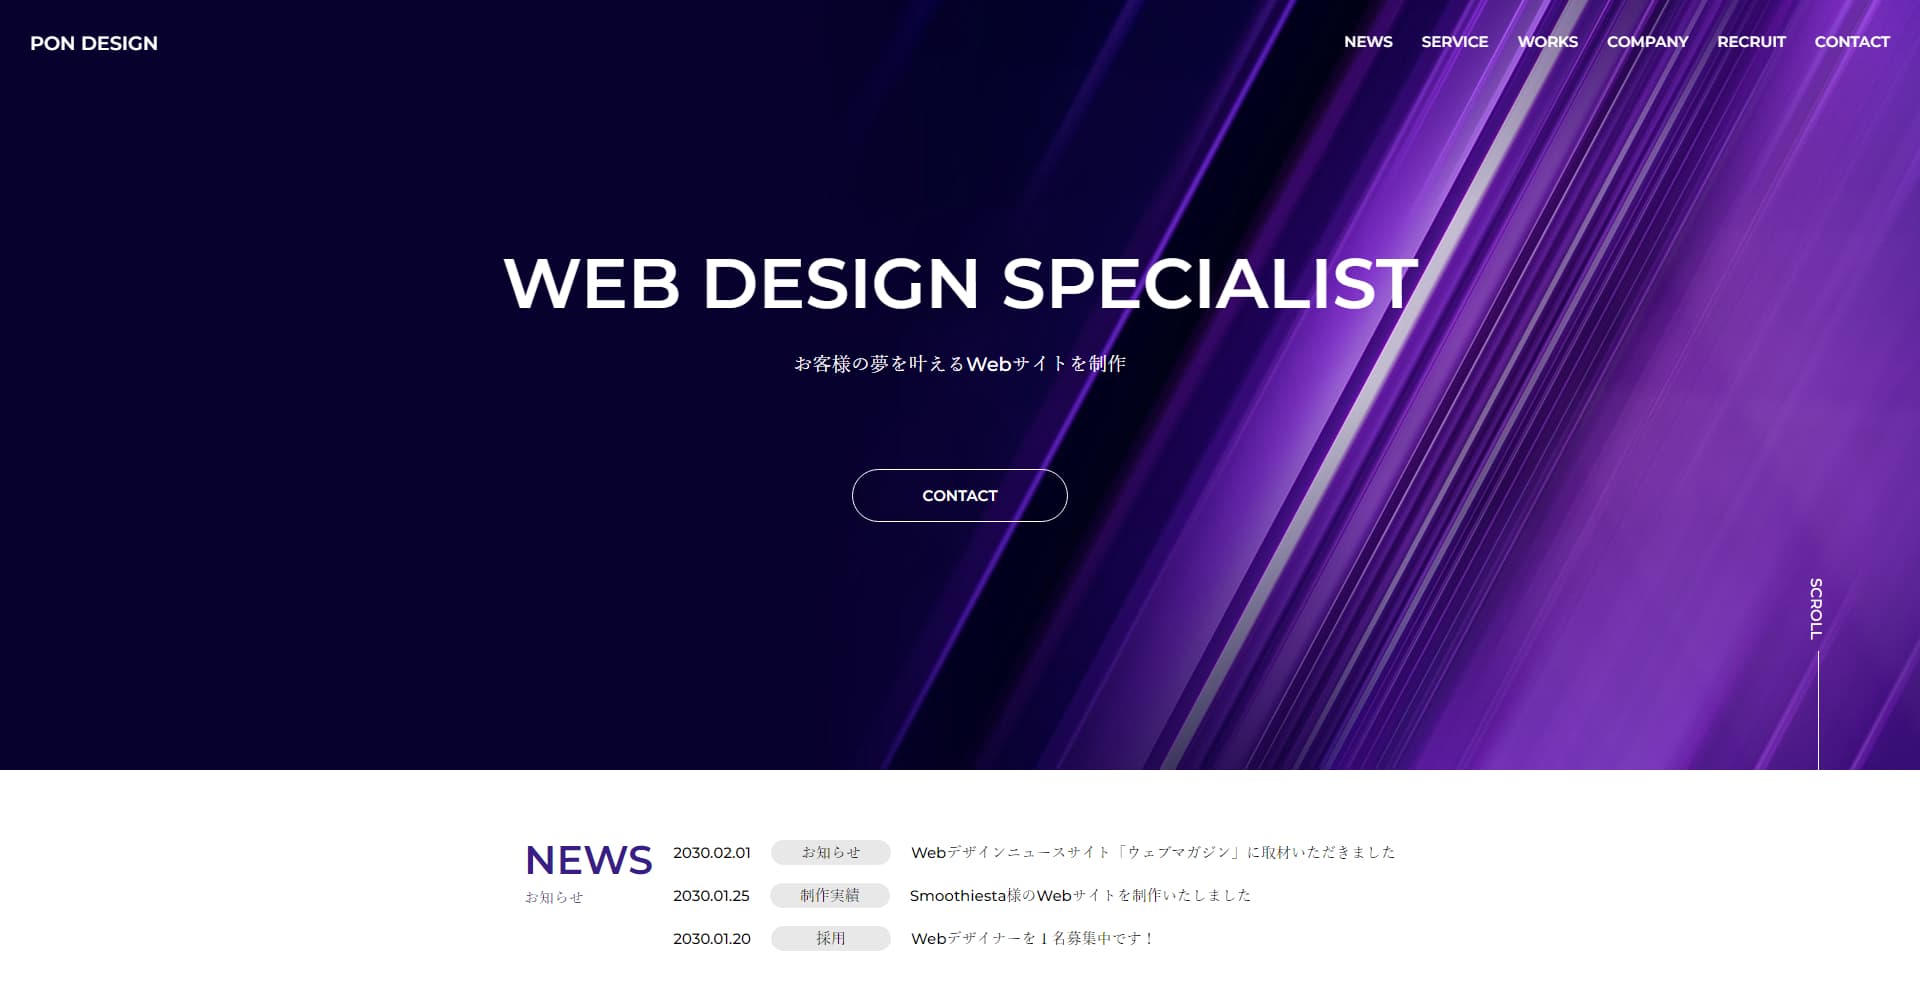 PON DESIGN
NEWS SERVICE WORKS COMPANY RECRUIT CONTACT
WEB DESIGN SPECIALIST
お客様の夢を叶えるWebサイトを制作
CONTACT
SCROLL
NEWS
お知らせ
2030.02.01 お知らせ Webデザインニュースサイト「ウェブマガジン」に取材いただきました
2030.01.25 制作実績 Smoothiesta様のWebサイトを制作いたしました
2030.01.20 採用 Webデザイナーを１名募集中です！